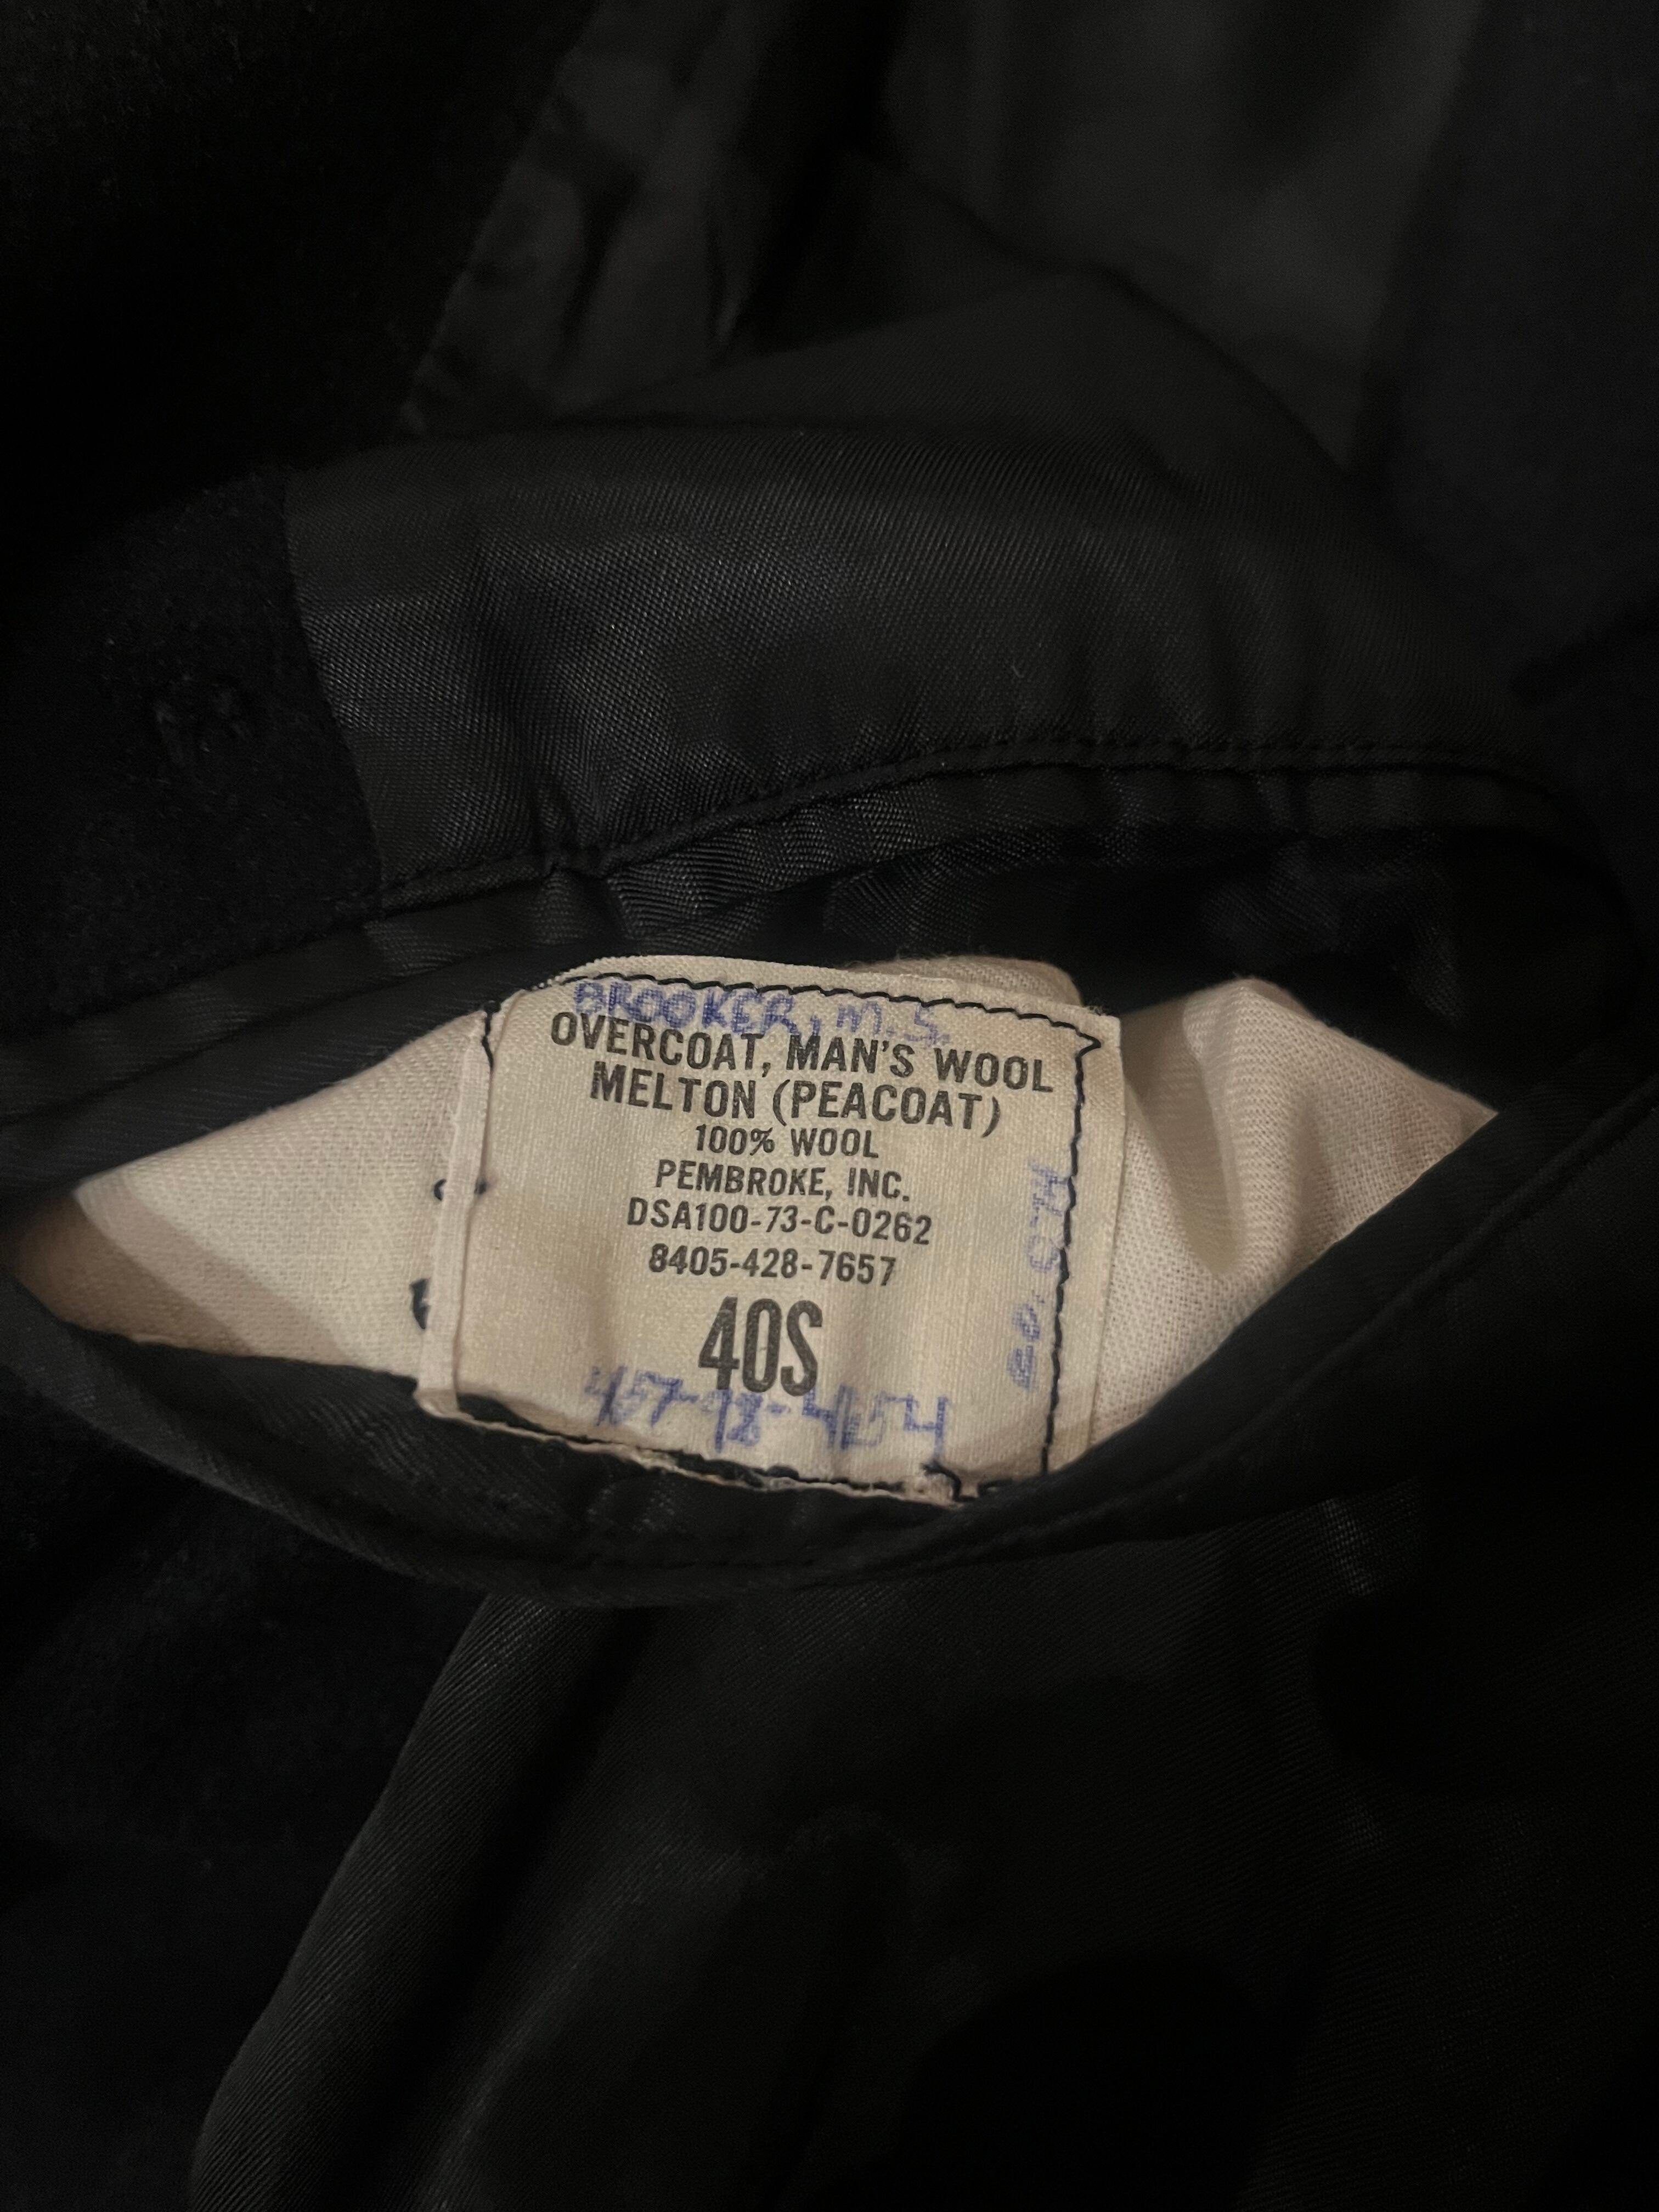 BROOKER, M.S.
OVERCOAT, MAN'S WOOL
MELTON (PEACOAT)
100% WOOL
PEMBROKE, INC.
DSA100-73-C-0262
8405-428-7657
40S